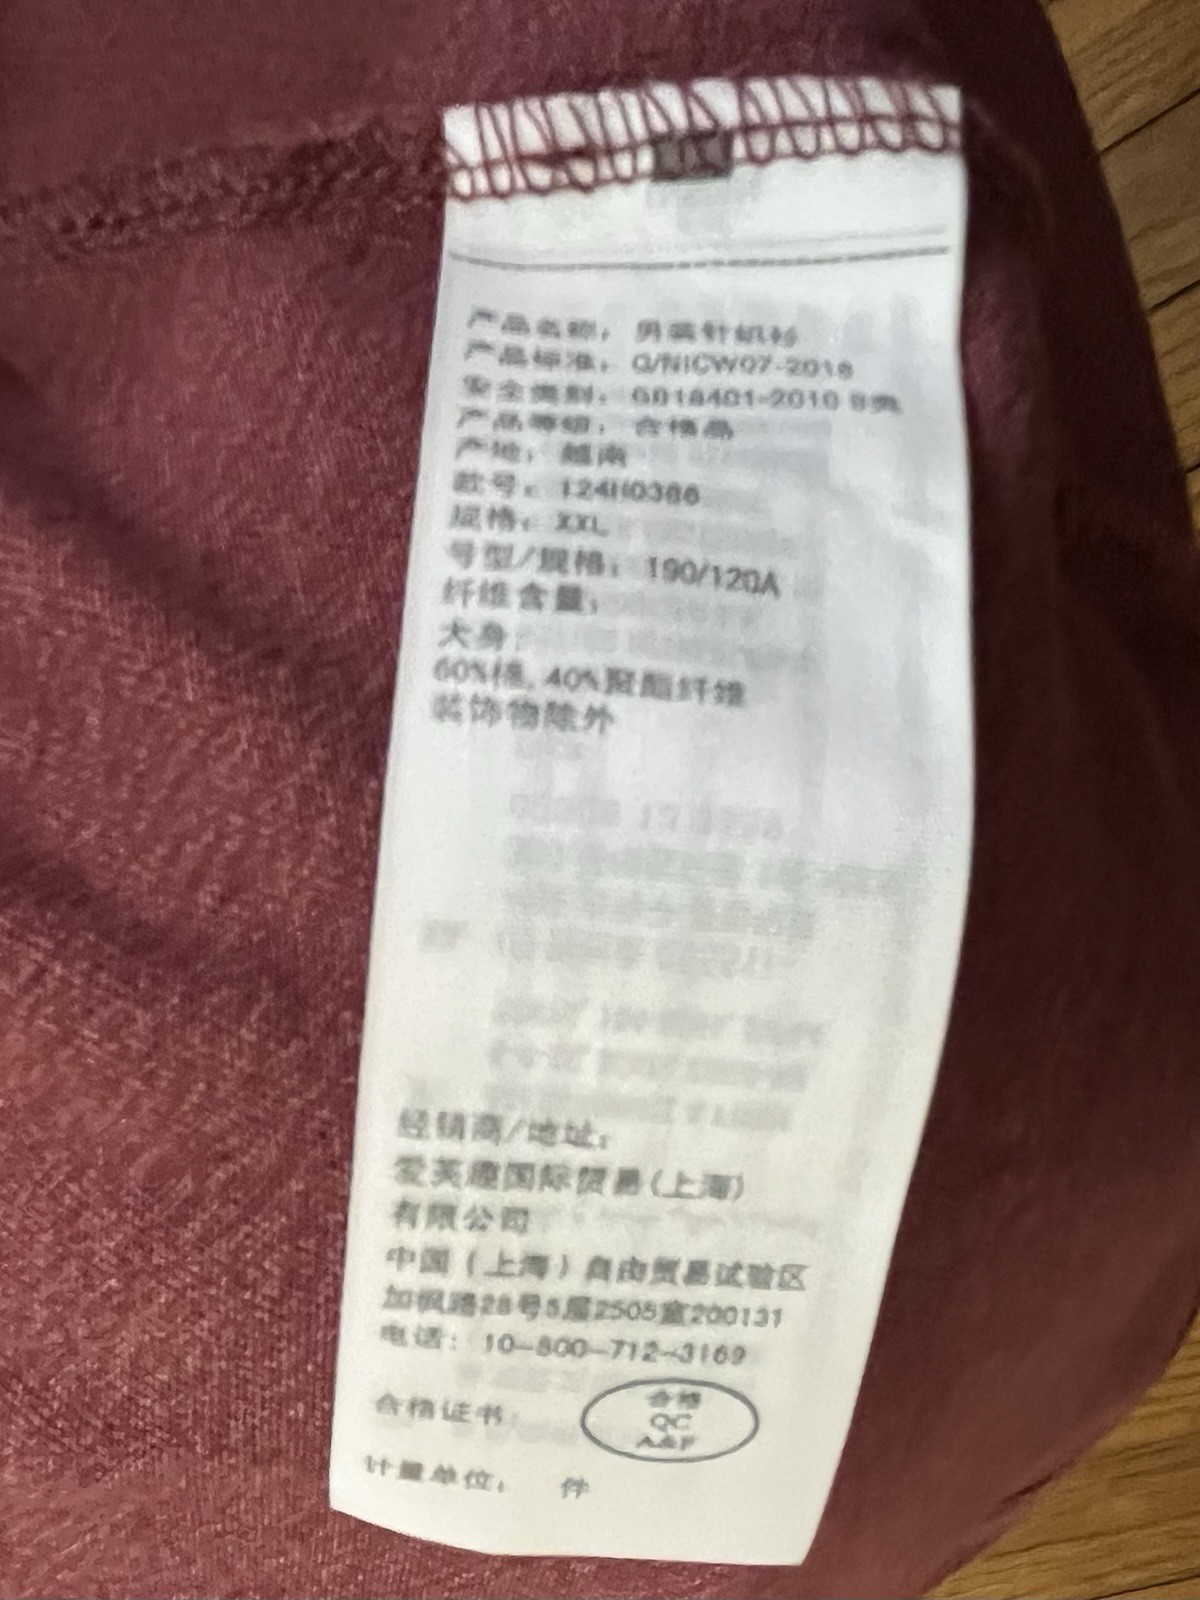 产品名称：男装针织衫
产品标准：Q/NICW07-2018
安全类别：GB18401-2010 B类
产品等级：合格品
产地：越南
款号：124H0386
规格：XXL
号型/规格：190/120A
纤维含量：
大身：
60%棉, 40%聚酯纤维
装饰物除外
经销商/地址：
爱芙趣国际贸易(上海)
有限公司
中国（上海）自由贸易试验区
加枫路28号5层2505室200131
电话：10-800-712-3169
合格证书：
合格
QC
A&F
计量单位： 件